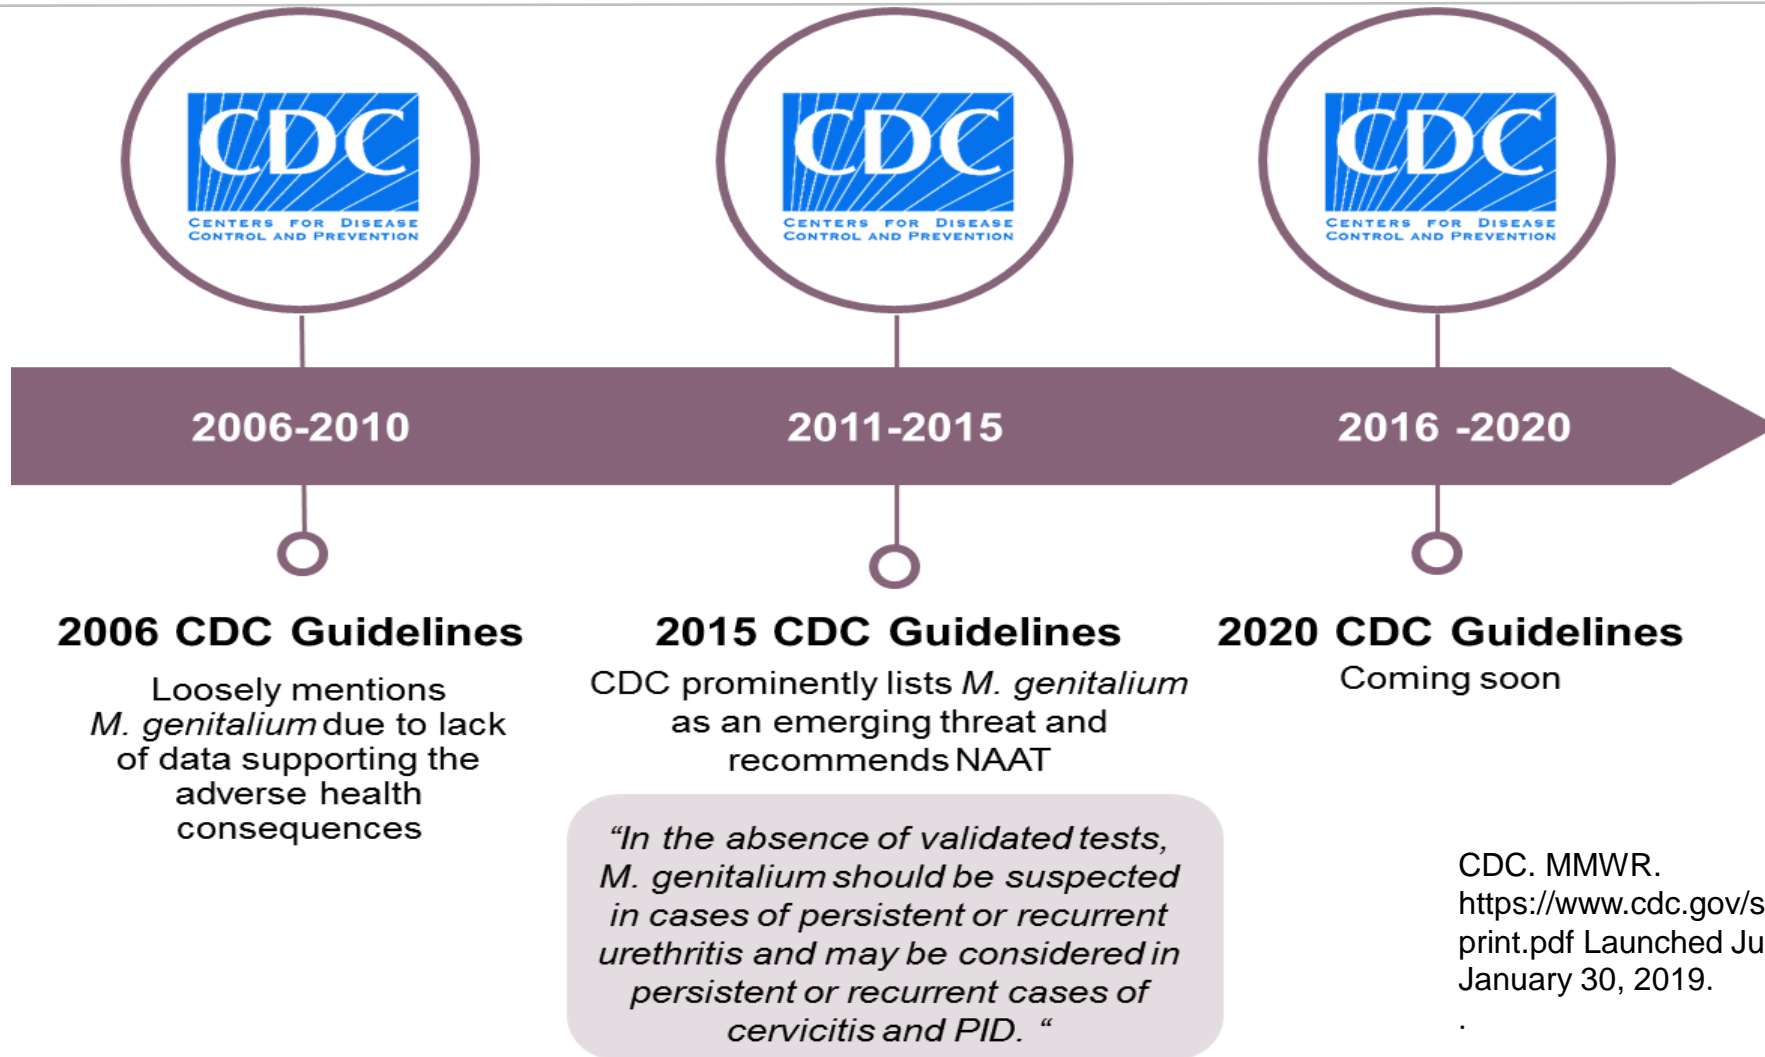 CDC
CENTERS FOR DISEASE
CONTROL AND PREVENTION
CDC
CENTERS FOR DISEASE
CONTROL AND PREVENTION
CDC
CENTERS FOR DISEASE
CONTROL AND PREVENTION
2006-2010
2011-2015
2016 -2020
2006 CDC Guidelines
Loosely mentions
M. genitalium due to lack
of data supporting the
adverse health
consequences
2015 CDC Guidelines
CDC prominently lists M. genitalium
as an emerging threat and
recommends NAAT
“In the absence of validated tests,
M. genitalium should be suspected
in cases of persistent or recurrent
urethritis and may be considered in
persistent or recurrent cases of
cervicitis and PID. “
2020 CDC Guidelines
Coming soon
CDC. MMWR.
https://www.cdc.gov/s
print.pdf Launched Ju
January 30, 2019.
.